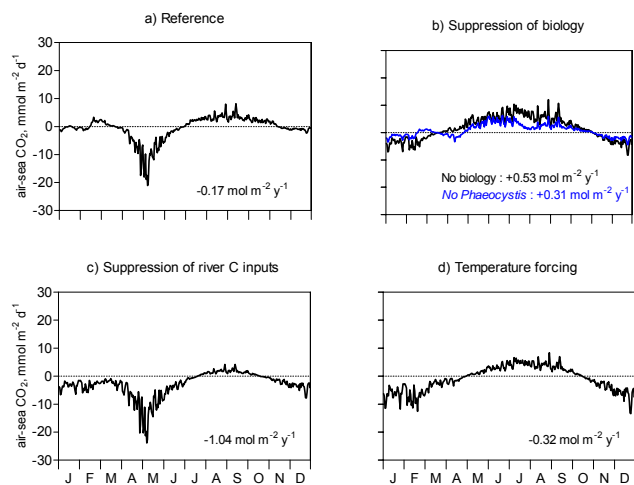 a) Reference
b) Suppression of biology
air-sea CO₂, mmol m⁻² d⁻¹
30
20
10
0
-10
-20
-30
-0.17 mol m⁻² y⁻¹
No biology : +0.53 mol m⁻² y⁻¹
No Phaeocystis : +0.31 mol m⁻² y⁻¹
c) Suppression of river C inputs
d) Temperature forcing
air-sea CO₂, mmol m⁻² d⁻¹
30
20
10
0
-10
-20
-30
-1.04 mol m⁻² y⁻¹
-0.32 mol m⁻² y⁻¹
J F M A M J J A S O N D
J F M A M J J A S O N D